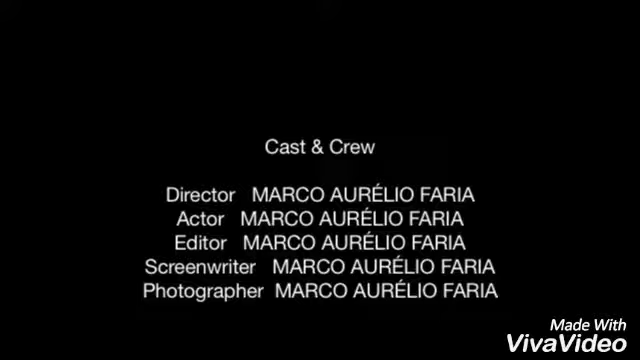 Cast & Crew
Director MARCO AURÉLIO FARIA
Actor MARCO AURÉLIO FARIA
Editor MARCO AURÉLIO FARIA
Screenwriter MARCO AURÉLIO FARIA
Photographer MARCO AURÉLIO FARIA
Made With
VivaVideo